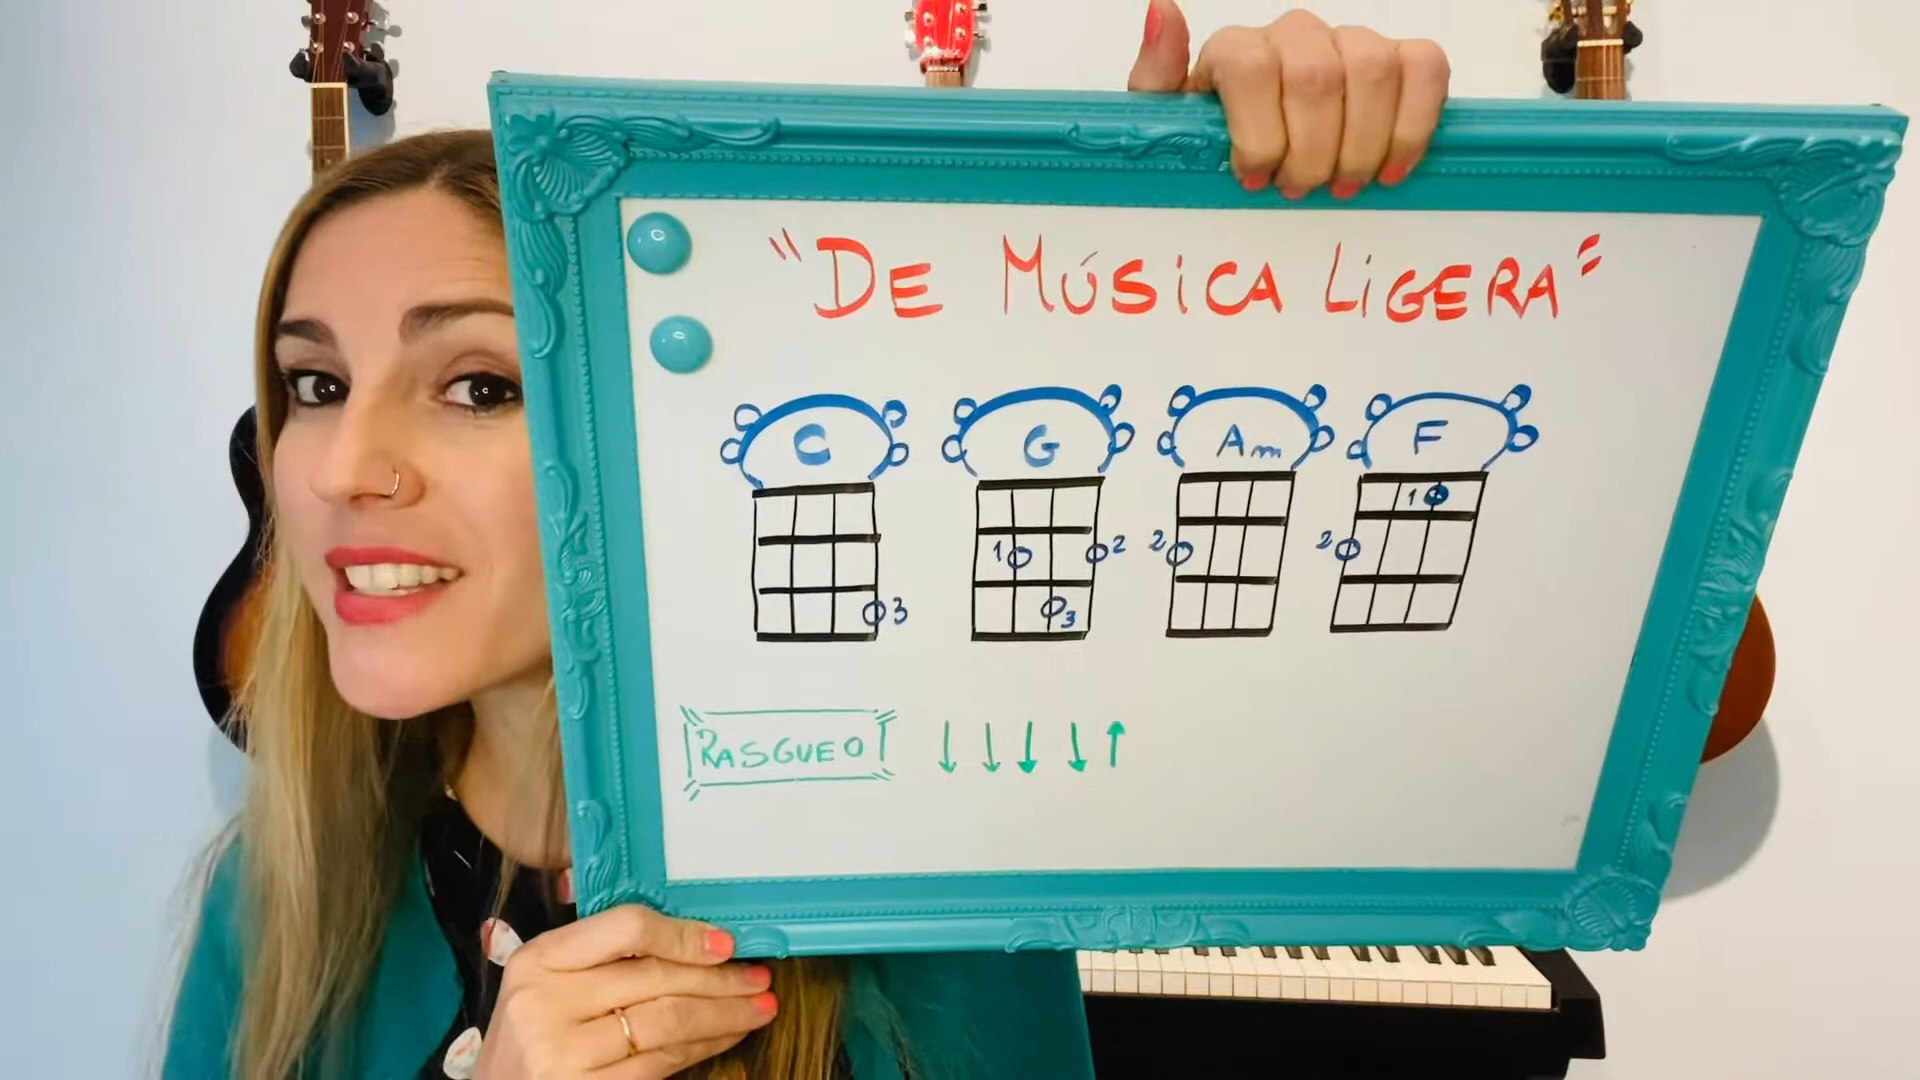 "DE MÚSiCA LiGERA"
C G Am F
1
1 2 2 2
3 3
RASGUEO ↓ ↓ ↓ ↓ ↑